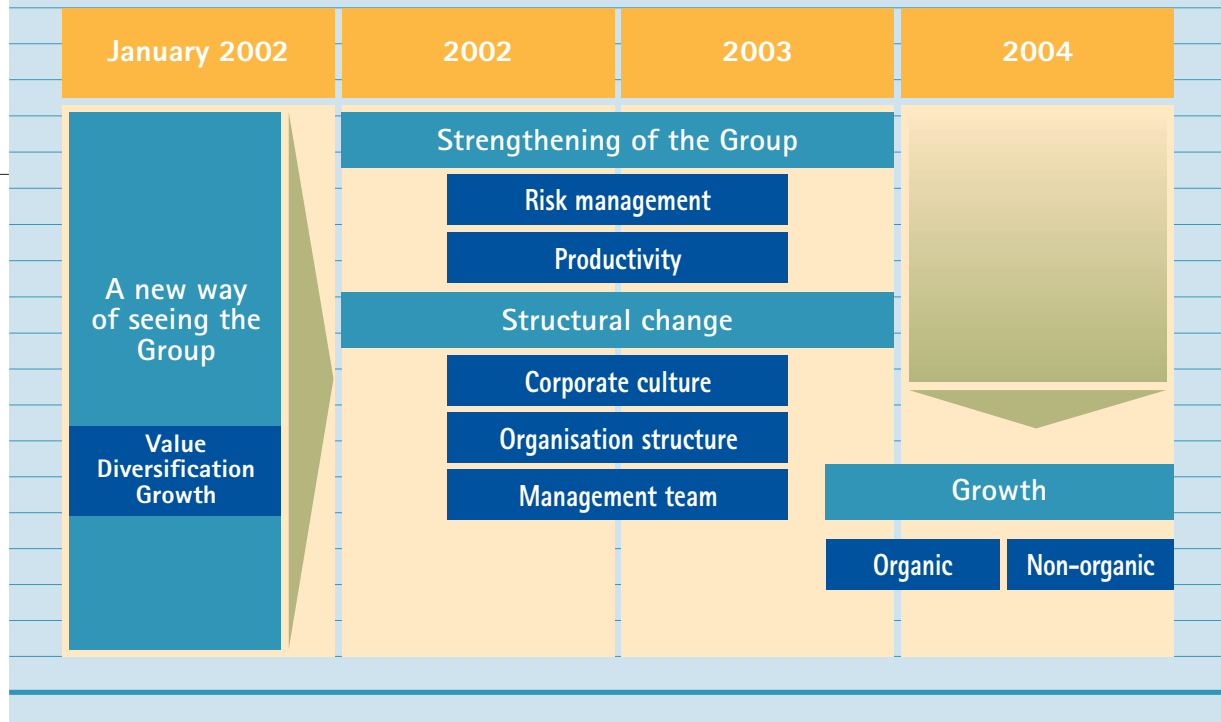 January 2002
2002
2003
2004
A new way
of seeing the
Group
Value
Diversification
Growth
Strengthening of the Group
Risk management
Productivity
Structural change
Corporate culture
Organisation structure
Management team
Growth
Organic
Non-organic